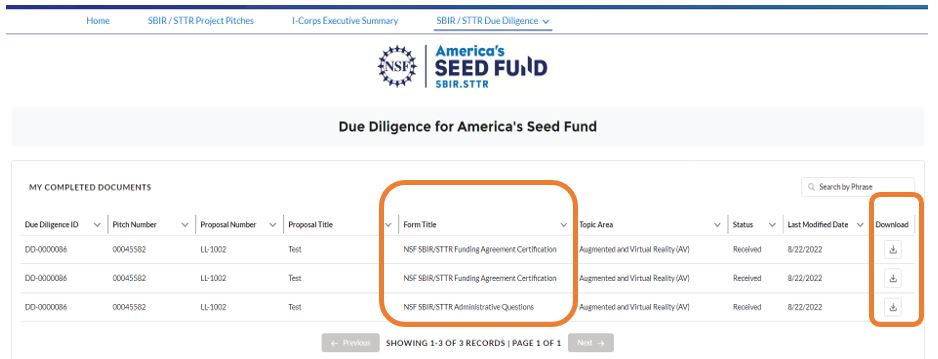 Home SBIR / STTR Project Pitches I-Corps Executive Summary SBIR / STTR Due Diligence
NSF
America's
SEED FUND
SBIR.STTR
Due Diligence for America's Seed Fund
MY COMPLETED DOCUMENTS Search by Phrase
Due Diligence ID Pitch Number Proposal Number Proposal Title Form Title Topic Area Status Last Modified Date Download
DD-0000086 00045582 LL-1002 Test NSF SBIR/STTR Funding Agreement Certification Augmented and Virtual Reality (AV) Received 8/22/2022
DD-0000086 00045582 LL-1002 Test NSF SBIR/STTR Funding Agreement Certification Augmented and Virtual Reality (AV) Received 8/22/2022
DD-0000086 00045582 LL-1002 Test NSF SBIR/STTR Administrative Questions Augmented and Virtual Reality (AV) Received 8/22/2022
← Previous SHOWING 1-3 OF 3 RECORDS | PAGE 1 OF 1 Next →